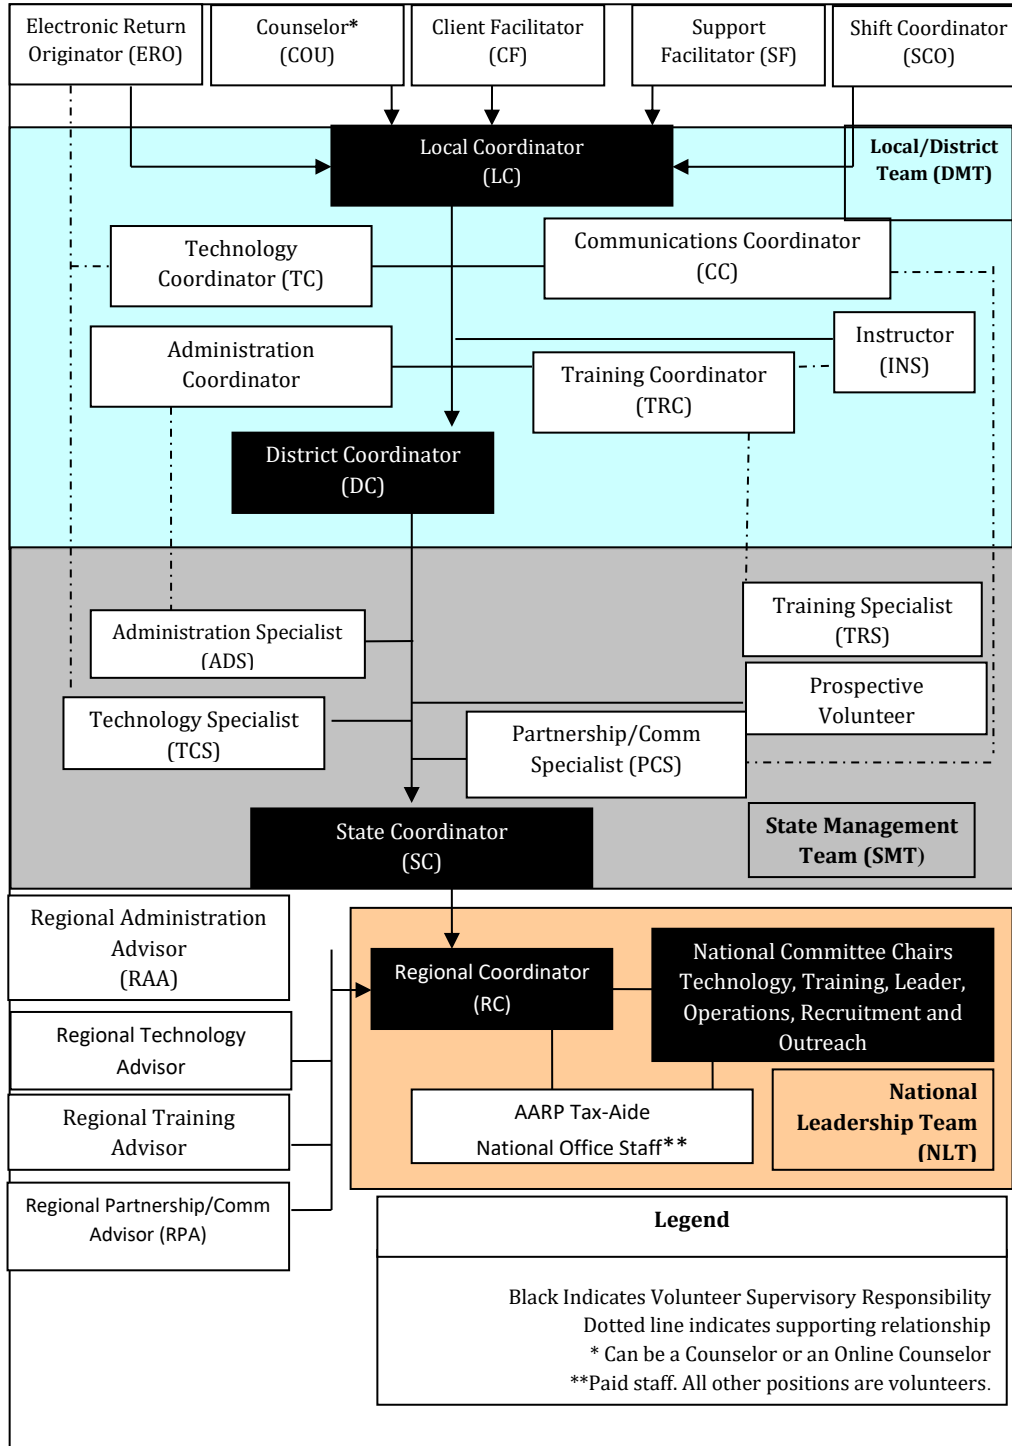 Electronic Return
Originator (ERO)
Counselor*
(COU)
Client Facilitator
(CF)
Support
Facilitator (SF)
Shift Coordinator
(SCO)
Local Coordinator
(LC)
Local/District
Team (DMT)
Technology
Coordinator (TC)
Communications Coordinator
(CC)
Administration
Coordinator
Training Coordinator
(TRC)
Instructor
(INS)
District Coordinator
(DC)
Administration Specialist
(ADS)
Training Specialist
(TRS)
Technology Specialist
(TCS)
Prospective
Volunteer
Partnership/Comm
Specialist (PCS)
State Coordinator
(SC)
State Management
Team (SMT)
Regional Administration
Advisor
(RAA)
Regional Technology
Advisor
Regional Training
Advisor
Regional Partnership/Comm
Advisor (RPA)
Regional Coordinator
(RC)
National Committee Chairs
Technology, Training, Leader,
Operations, Recruitment and
Outreach
AARP Tax-Aide
National Office Staff**
National
Leadership Team
(NLT)
Legend
Black Indicates Volunteer Supervisory Responsibility
Dotted line indicates supporting relationship
* Can be a Counselor or an Online Counselor
**Paid staff. All other positions are volunteers.